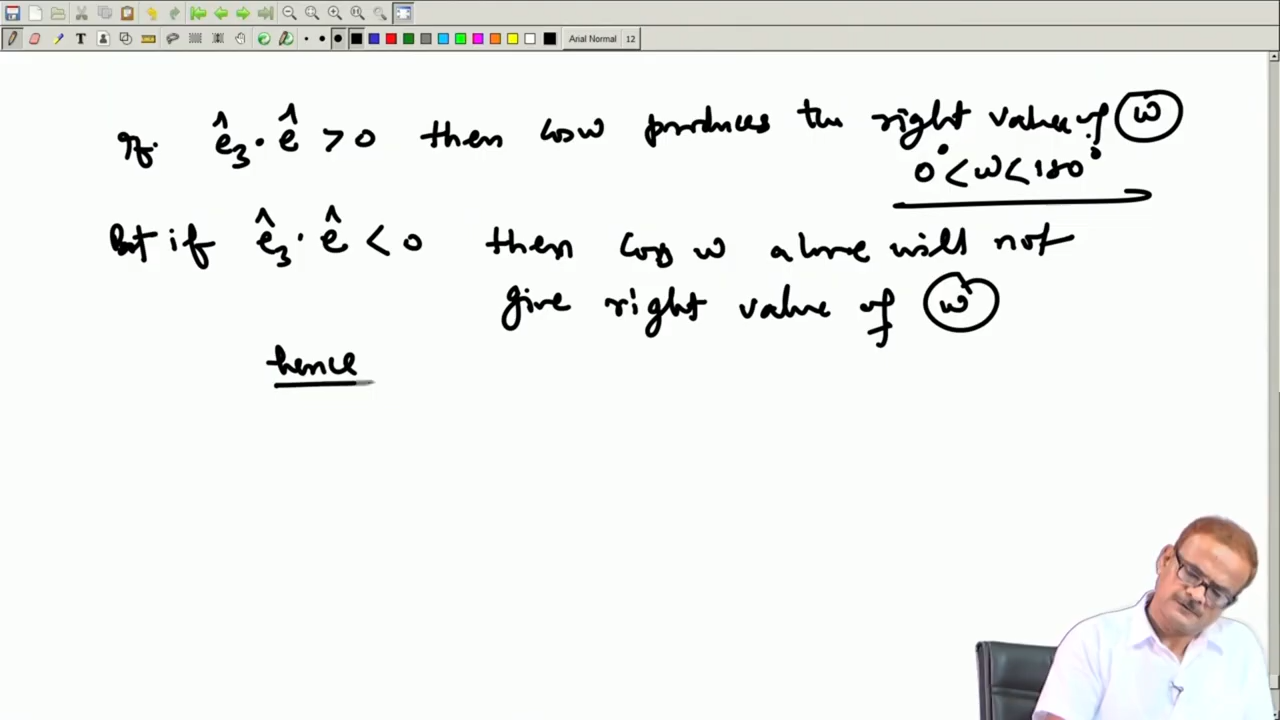 Arial Normal 12
If ê₃·ê > 0 then cosω produces the right value of ω
0° < ω < 180°
But if ê₃·ê < 0 then cos ω alone will not
give right value of ω
hence